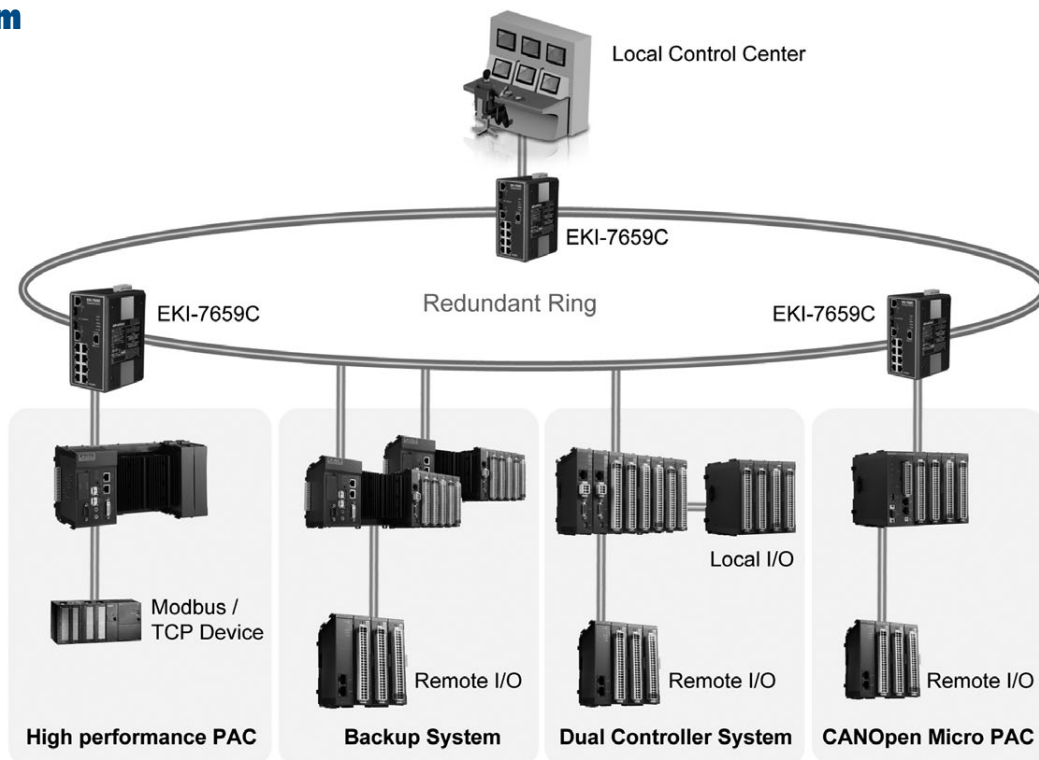 m
Local Control Center
EKI-7659C
EKI-7659C
Redundant Ring
EKI-7659C
Local I/O
Modbus /
TCP Device
Remote I/O
Remote I/O
Remote I/O
High performance PAC
Backup System
Dual Controller System
CANOpen Micro PAC